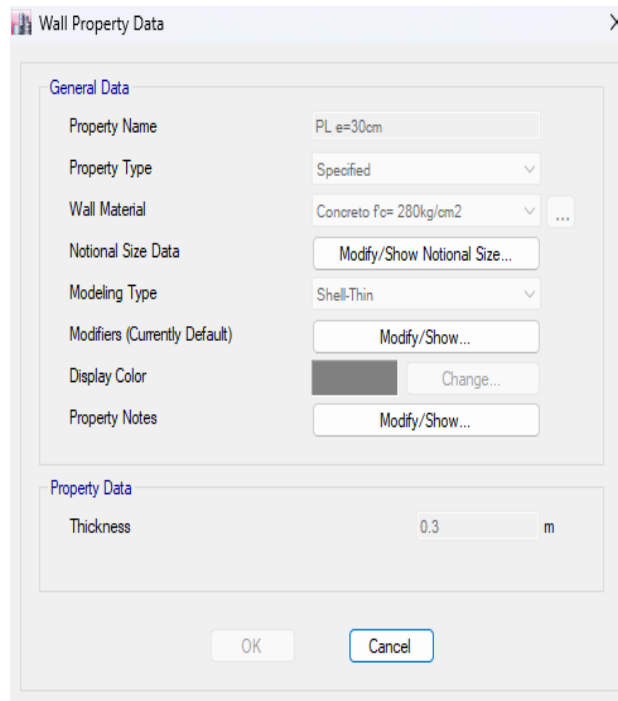 Wall Property Data
General Data
Property Name PL e=30cm
Property Type Specified
Wall Material Concreto f'c= 280kg/cm2 ...
Notional Size Data Modify/Show Notional Size...
Modeling Type Shell-Thin
Modifiers (Currently Default) Modify/Show...
Display Color Change...
Property Notes Modify/Show...
Property Data
Thickness 0.3 m
OK Cancel